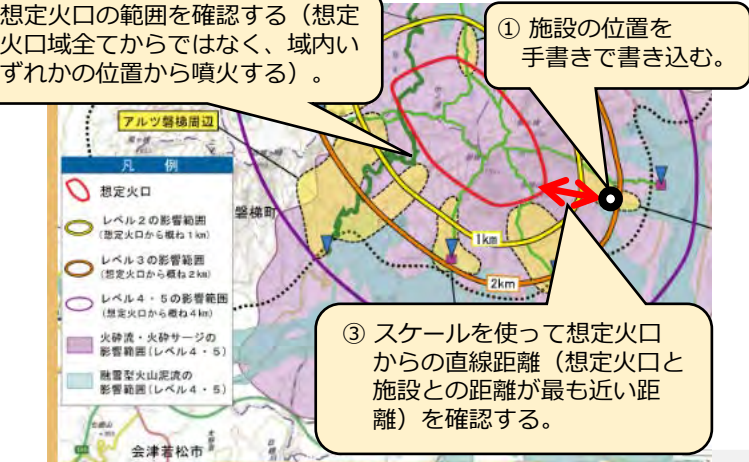 想定火口の範囲を確認する（想定
火口域全てからではなく、域内い
ずれかの位置から噴火する）。
① 施設の位置を
手書きで書き込む。
アルツ磐梯周辺
凡 例
想定火口
レベル２の影響範囲
(想定火口から概ね１km)
レベル３の影響範囲
(想定火口から概ね２km)
レベル４・５の影響範囲
(想定火口から概ね４km)
火砕流・火砕サージの
影響範囲(レベル４・５)
融雪型火山泥流の
影響範囲(レベル４・５)
磐梯町
1km
2km
③ スケールを使って想定火口
からの直線距離（想定火口と
施設との距離が最も近い距
離）を確認する。
会津若松市